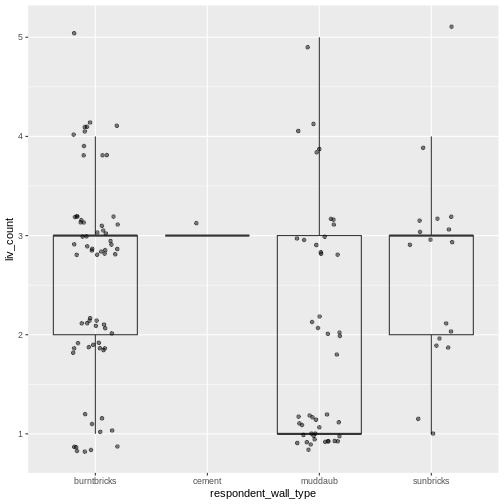 liv_count
5
4
3
2
1
burntbricks cement muddaub sunbricks
respondent_wall_type